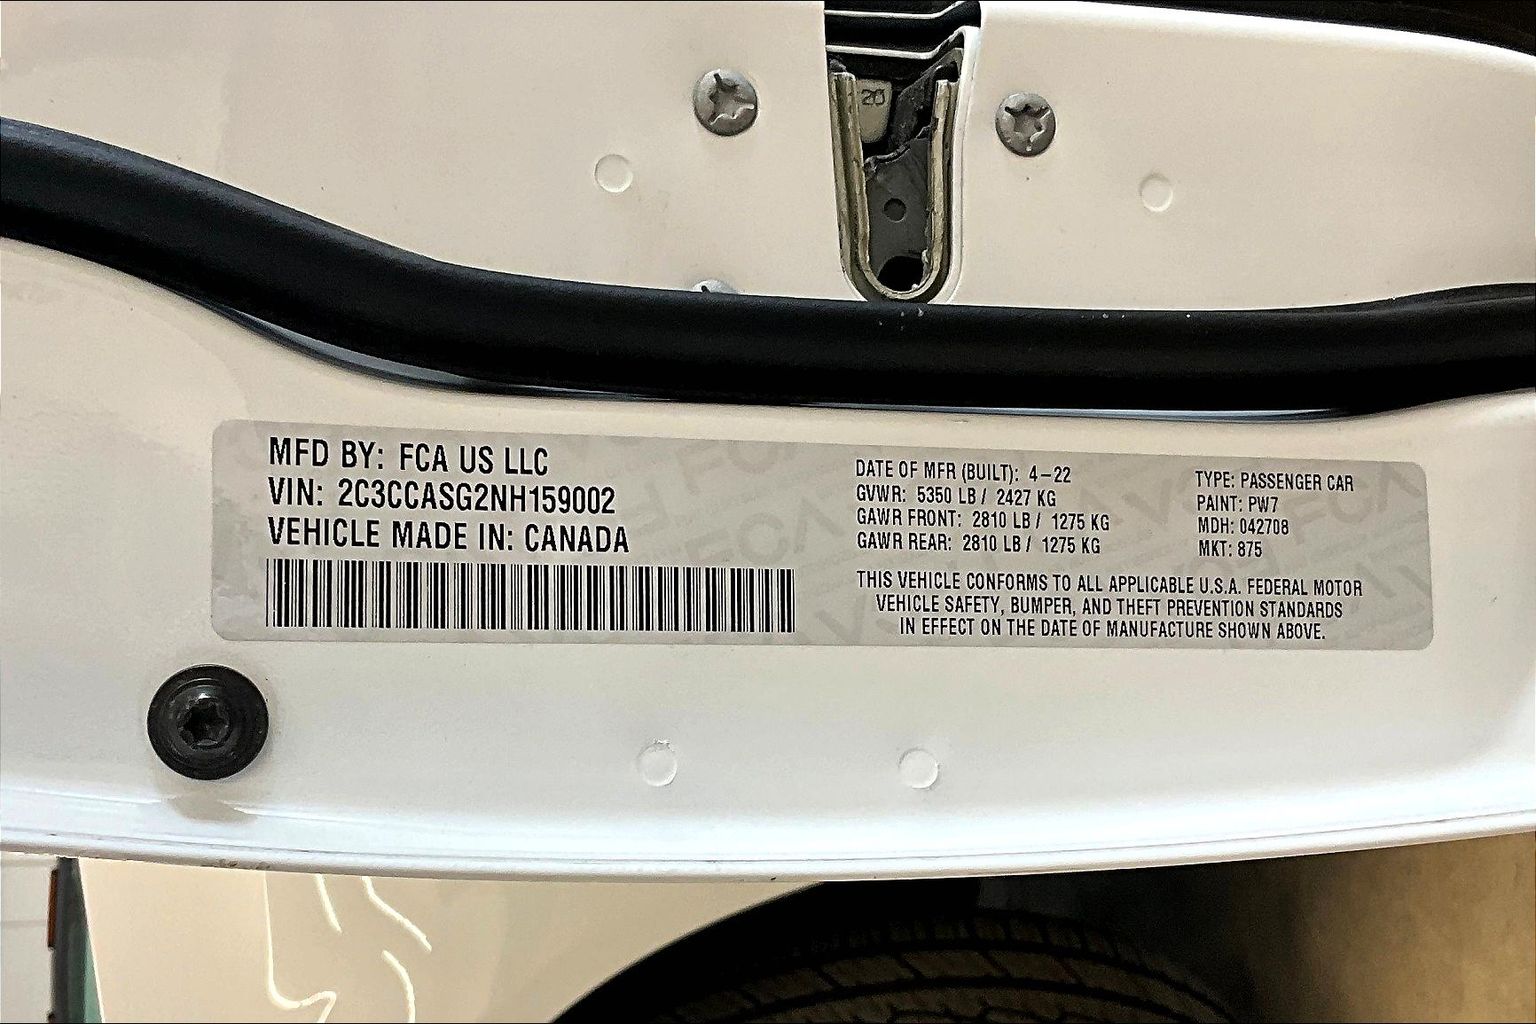 20
MFD BY: FCA US LLC
VIN: 2C3CCASG2NH159002
VEHICLE MADE IN: CANADA
DATE OF MFR (BUILT): 4-22
GVWR: 5350 LB / 2427 KG
GAWR FRONT: 2810 LB / 1275 KG
GAWR REAR: 2810 LB / 1275 KG
TYPE: PASSENGER CAR
PAINT: PW7
MDH: 042708
MKT: 875
THIS VEHICLE CONFORMS TO ALL APPLICABLE U.S.A. FEDERAL MOTOR
VEHICLE SAFETY, BUMPER, AND THEFT PREVENTION STANDARDS
IN EFFECT ON THE DATE OF MANUFACTURE SHOWN ABOVE.